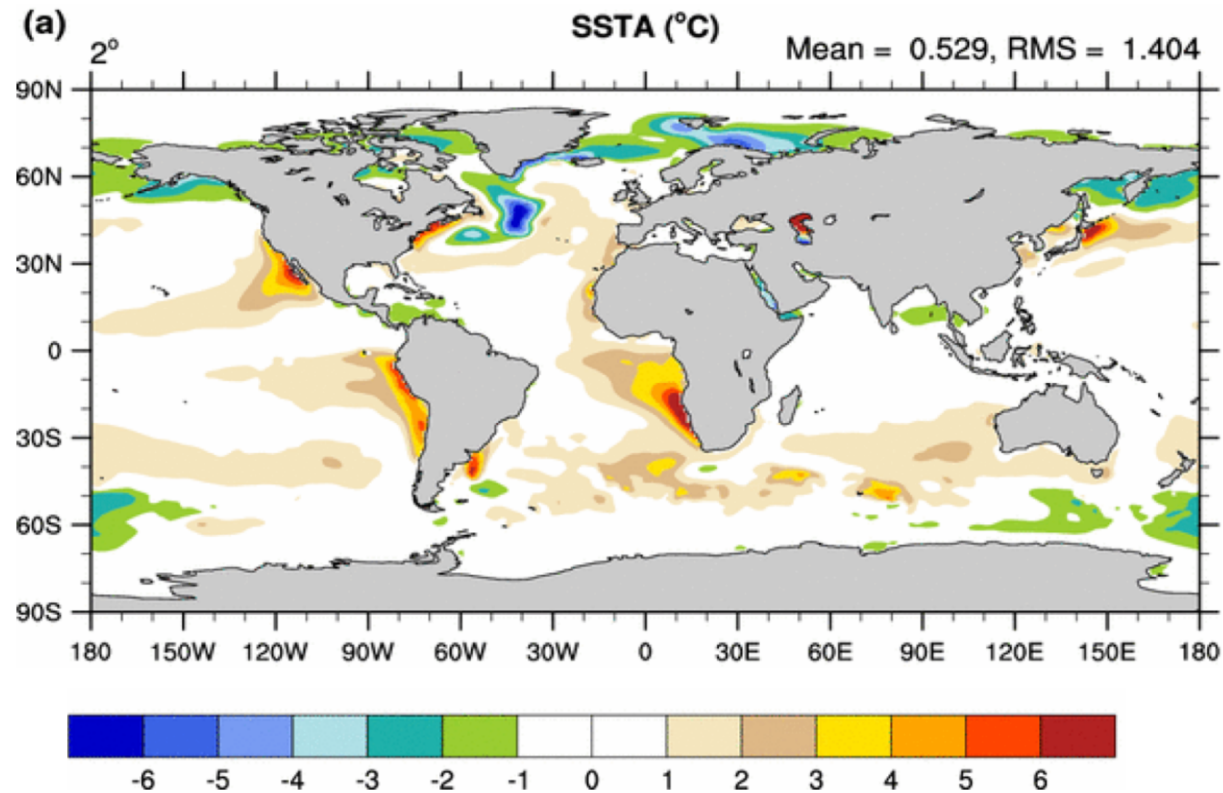 (a)
SSTA (°C)
2° Mean = 0.529, RMS = 1.404
90N
60N
30N
0
30S
60S
90S
180 150W 120W 90W 60W 30W 0 30E 60E 90E 120E 150E 180
-6 -5 -4 -3 -2 -1 0 1 2 3 4 5 6